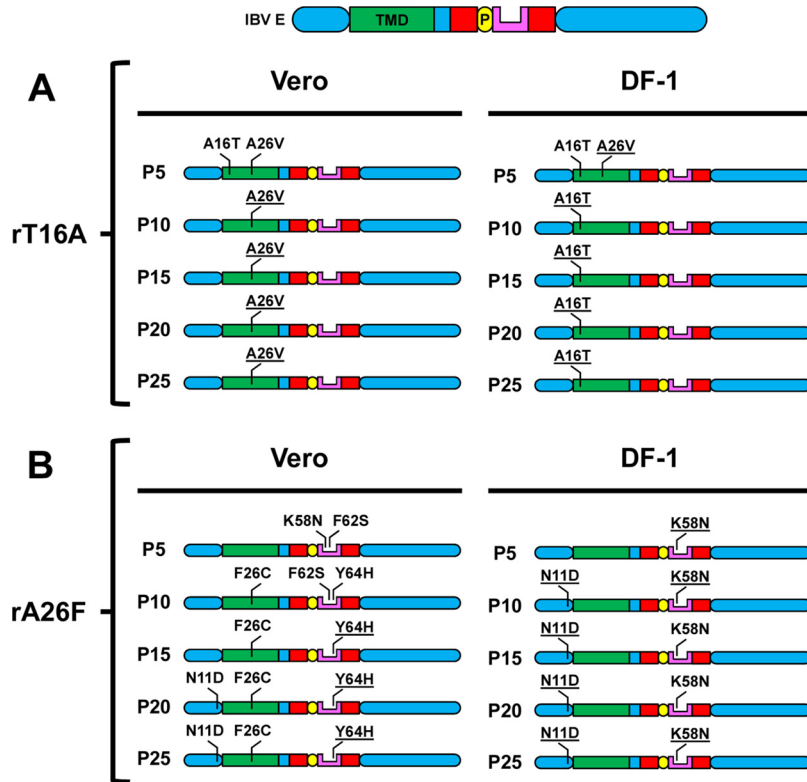 IBV E TMD P
A
Vero DF-1
rT16A
A16T A26V A16T A26V
P5 P5
A26V A16T
P10 P10
A26V A16T
P15 P15
A26V A16T
P20 P20
A26V A16T
P25 P25
B
Vero DF-1
rA26F
K58N F62S K58N
P5 P5
F26C F62S Y64H N11D K58N
P10 P10
F26C Y64H N11D K58N
P15 P15
N11D F26C Y64H N11D K58N
P20 P20
N11D F26C Y64H N11D K58N
P25 P25